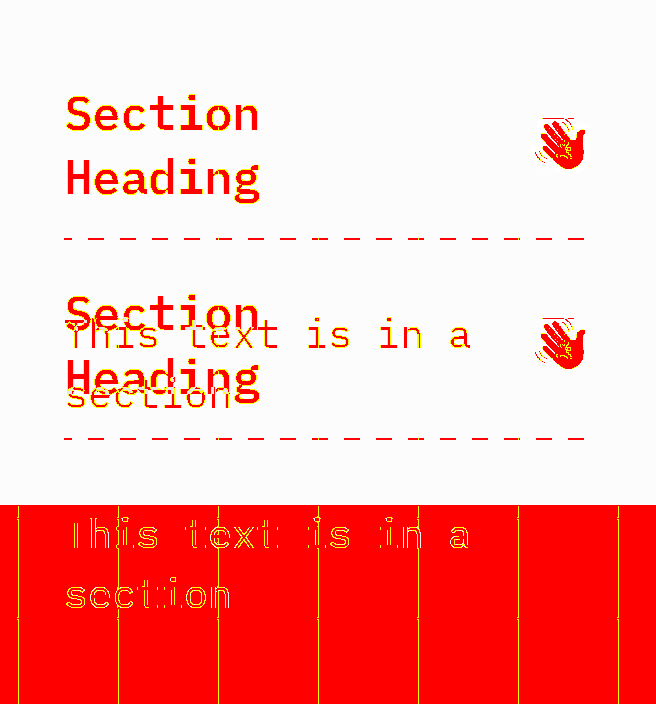 Section
Heading
Section
This text is in a
Heading
section
This text is in a
section